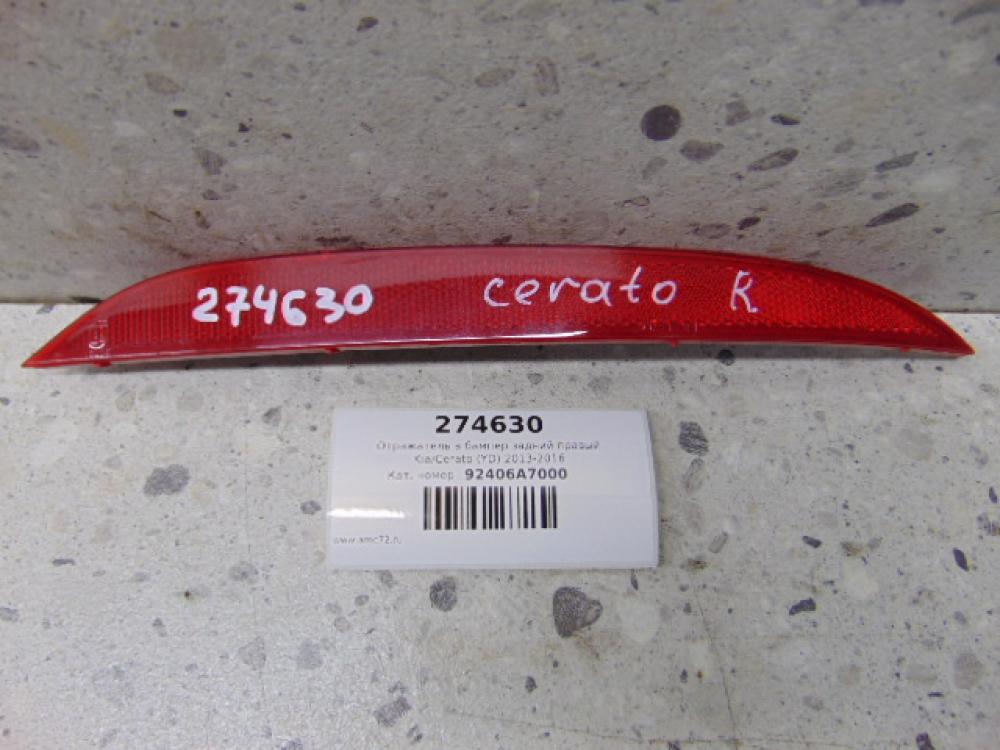 274630 cerato R
274630
Отражатель в бампер задний правый
Kia/Cerato (YD) 2013-2016
Кат. номер: 92406A7000
www.amc72.ru